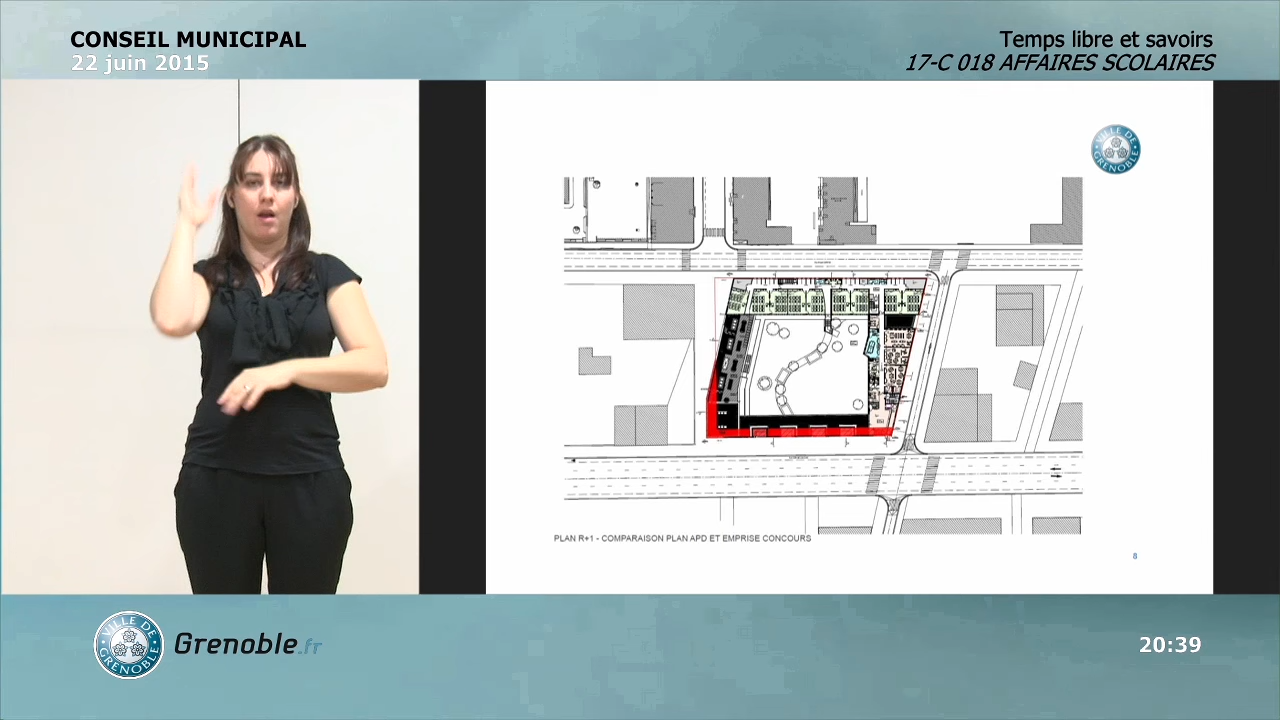 CONSEIL MUNICIPAL
22 juin 2015
Temps libre et savoirs
17-C 018 AFFAIRES SCOLAIRES
VILLE DE
GRENOBLE
PLAN R+1 - COMPARAISON PLAN APD ET EMPRISE CONCOURS
8
VILLE DE
GRENOBLE
Grenoble.fr
20:39